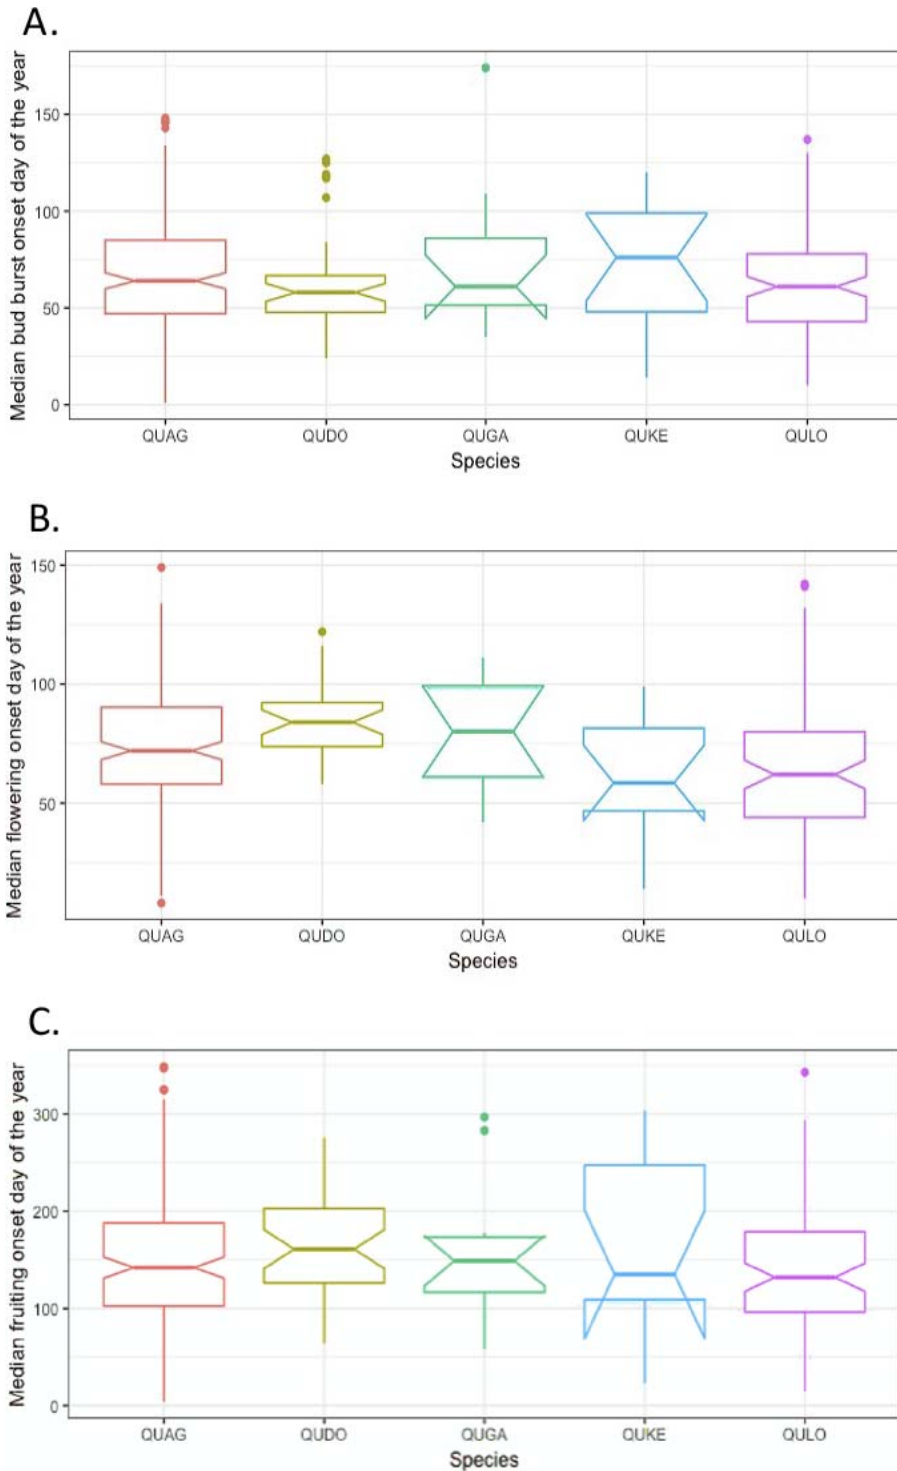 A.
Median bud burst onset day of the year
150
100
50
0
QUAG QUDO QUGA QUKE QULO
Species
B.
Median flowering onset day of the year
150
100
50
QUAG QUDO QUGA QUKE QULO
Species
C.
Median fruiting onset day of the year
300
200
100
0
QUAG QUDO QUGA QUKE QULO
Species